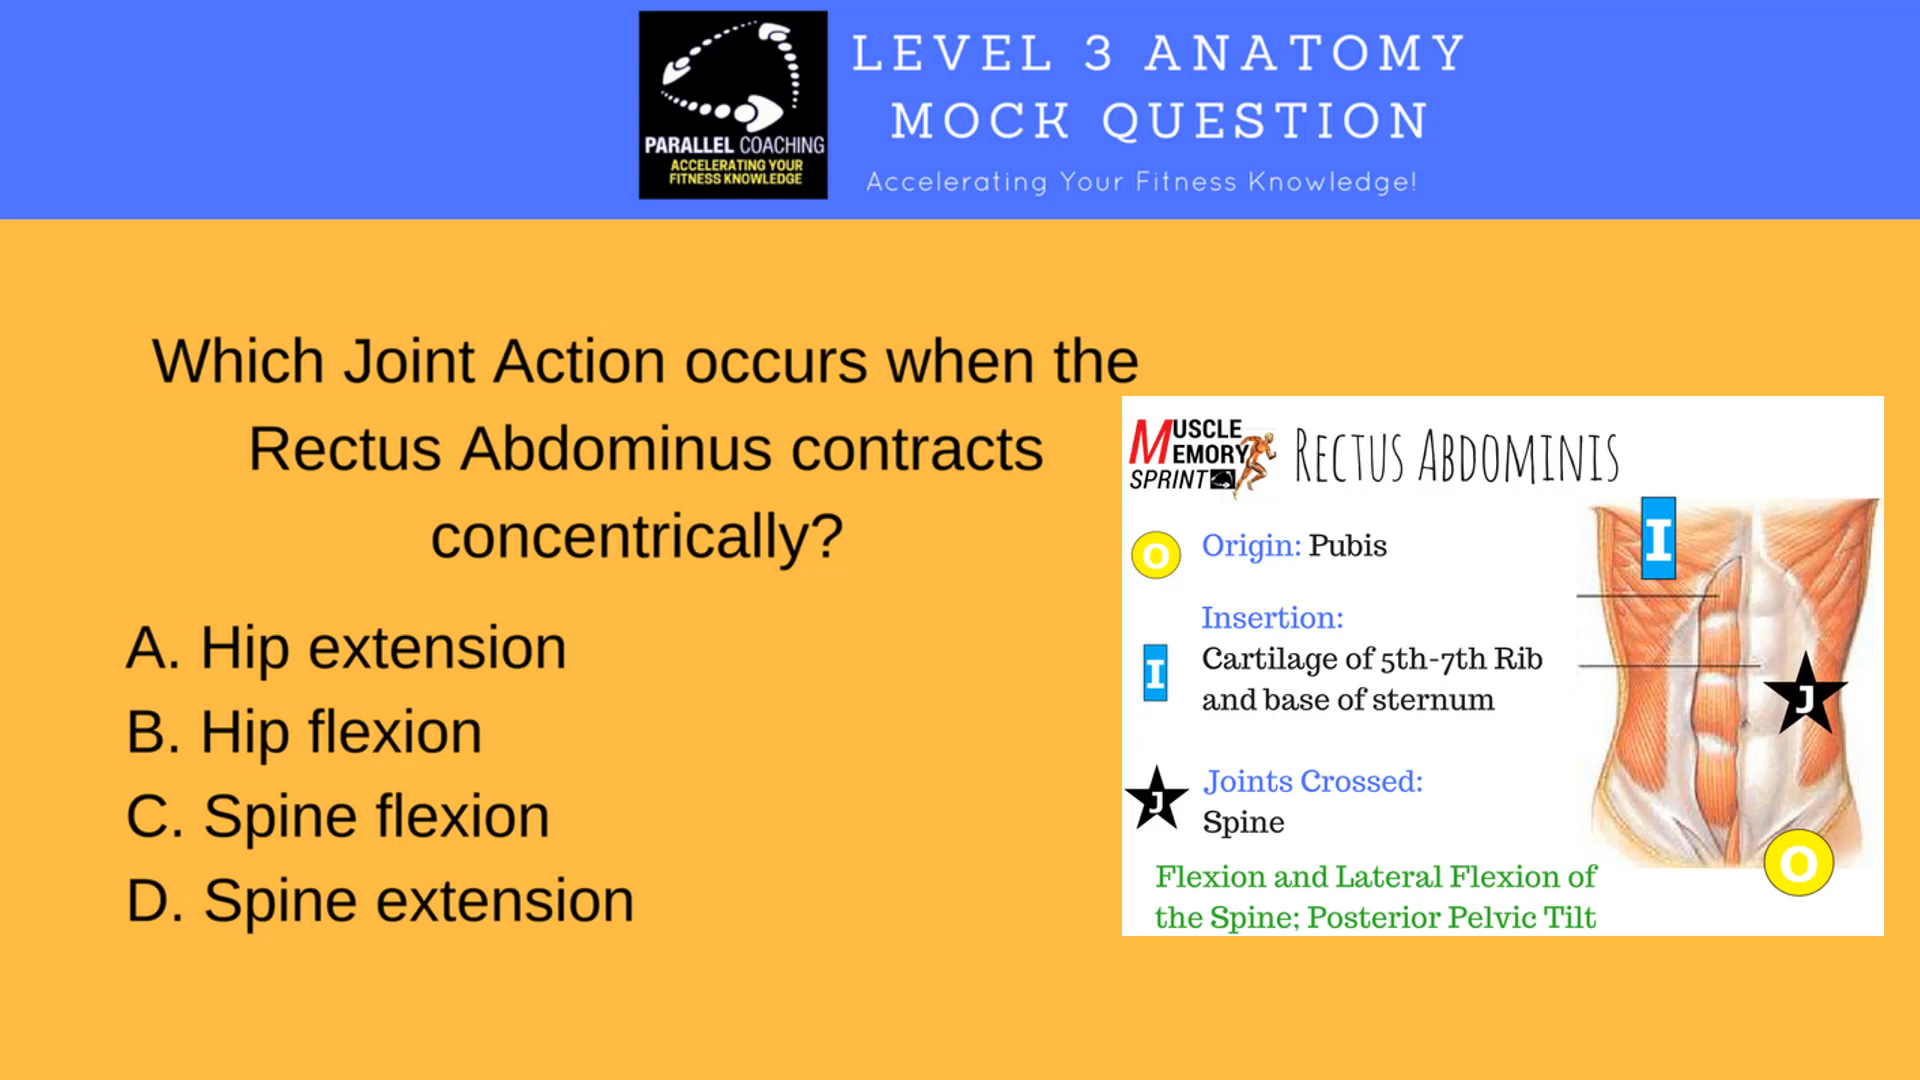 LEVEL 3 ANATOMY
MOCK QUESTION
Accelerating Your Fitness Knowledge!
PARALLEL COACHING
ACCELERATING YOUR
FITNESS KNOWLEDGE
Which Joint Action occurs when the
Rectus Abdominus contracts
concentrically?
A. Hip extension
B. Hip flexion
C. Spine flexion
D. Spine extension
MUSCLE
MEMORY
SPRINT
RECTUS ABDOMINIS
I
O Origin: Pubis
Insertion:
I Cartilage of 5th-7th Rib
and base of sternum
J
Joints Crossed:
J Spine
O
Flexion and Lateral Flexion of
the Spine; Posterior Pelvic Tilt